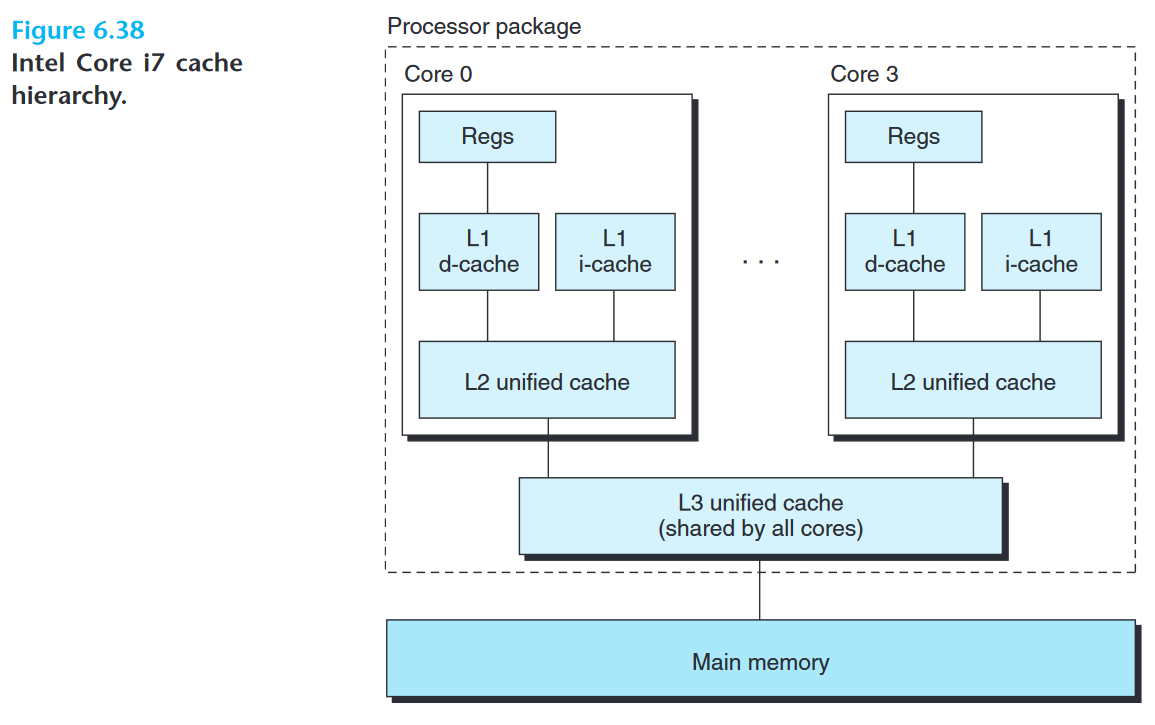 Figure 6.38
Intel Core i7 cache
hierarchy.
Processor package
Core 0
Regs
L1
d-cache
L1
i-cache
L2 unified cache
. . .
Core 3
Regs
L1
d-cache
L1
i-cache
L2 unified cache
L3 unified cache
(shared by all cores)
Main memory